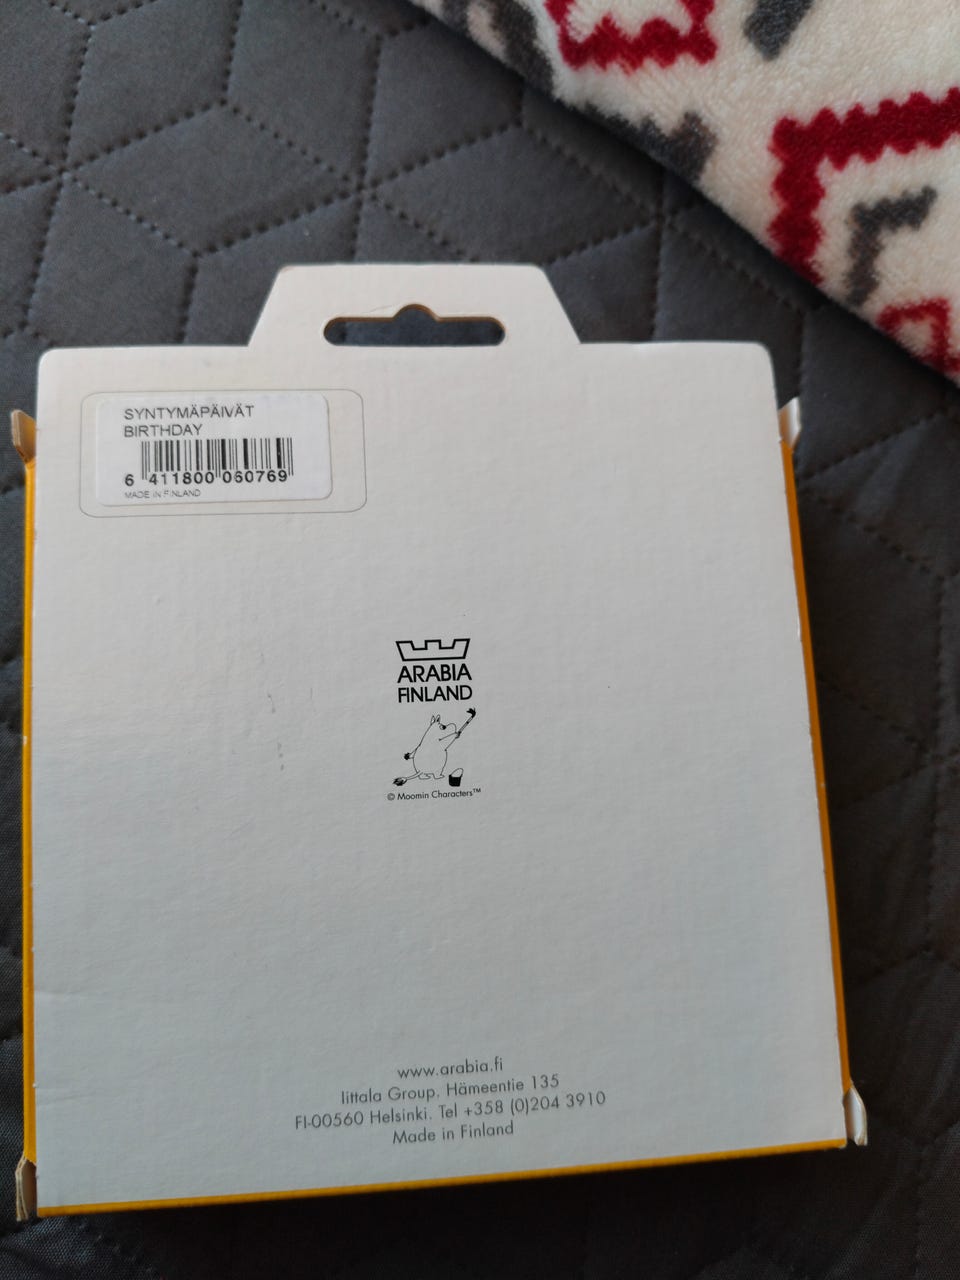 SYNTYMÄPÄIVÄT
BIRTHDAY
6 411800 060769
MADE IN FINLAND
ARABIA
FINLAND
© Moomin Characters™
www.arabia.fi
Iittala Group, Hämeentie 135
FI-00560 Helsinki. Tel +358 (0)204 3910
Made in Finland